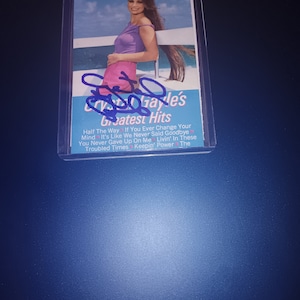 Crystal Gayle's
Greatest Hits
Half The Way If You Ever Change Your
Mind It's Like We Never Said Goodbye
You Never Gave Up On Me Livin' In These
Troubled Times Keepin' Power The